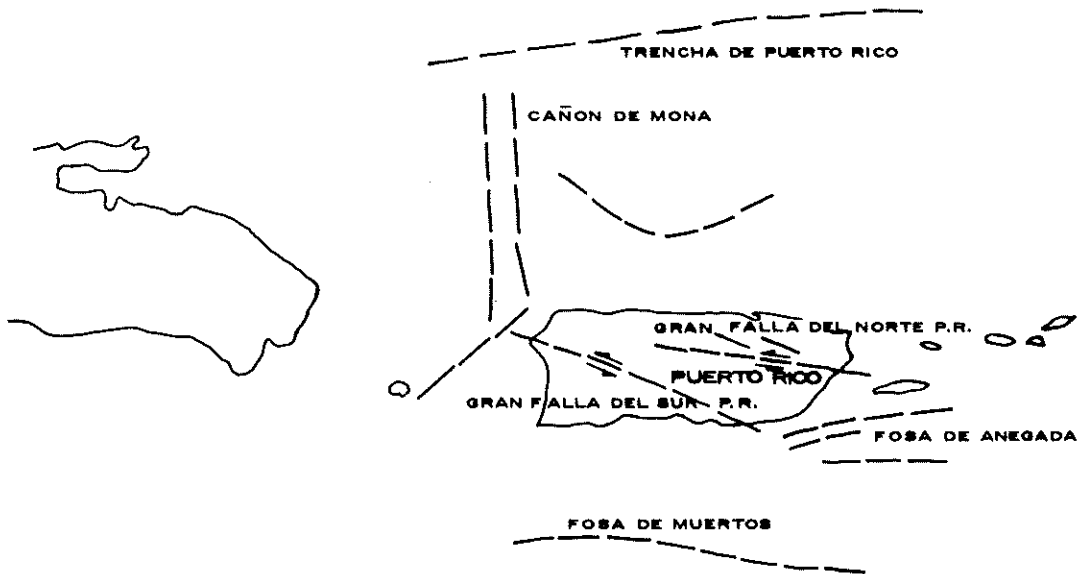 TRENCHA DE PUERTO RICO
CAÑON DE MONA
GRAN FALLA DEL NORTE P.R.
PUERTO RICO
GRAN FALLA DEL SUR P.R.
FOSA DE ANEGADA
FOSA DE MUERTOS